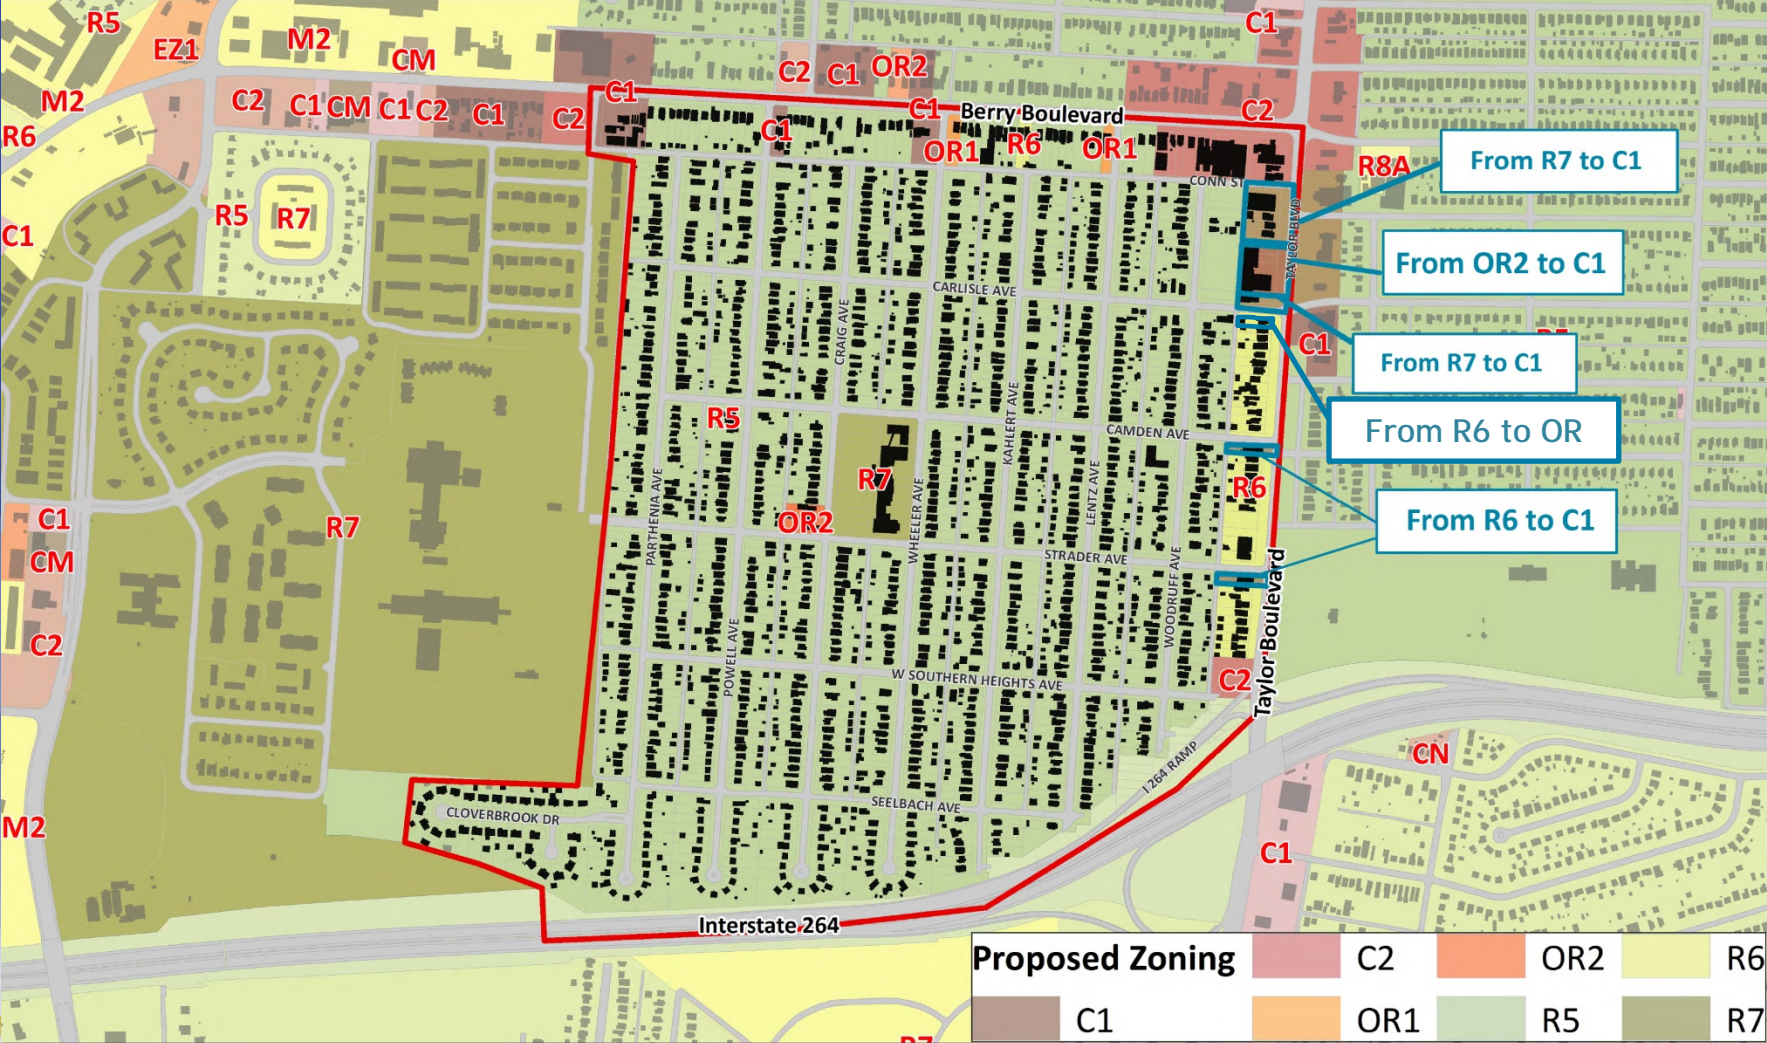 R5
EZ1
M2
CM
M2
R6
C2
C1
CM
C1
C2
C1
C2
C1
C2
C1
OR2
C1
C1
C2
C1
Berry Boulevard
C1
OR1
R6
OR1
CONN ST
R8A
From R7 to C1
TAYLOR BLVD
From OR2 to C1
R5
R7
C1
CARLISLE AVE
CRAIG AVE
C1
From R7 to C1
From R6 to OR
R5
KAHLERT AVE
CAMDEN AVE
R7
R6
LENTZ AVE
PARTHENIA AVE
WHEELER AVE
OR2
From R6 to C1
R7
C1
CM
STRADER AVE
WOODRUFF AVE
Taylor Boulevard
C2
POWELL AVE
W SOUTHERN HEIGHTS AVE
C2
I 264 RAMP
CN
SEELBACH AVE
CLOVERBROOK DR
M2
C1
Interstate 264
Proposed Zoning
C2
OR2
R6
C1
OR1
R5
R7